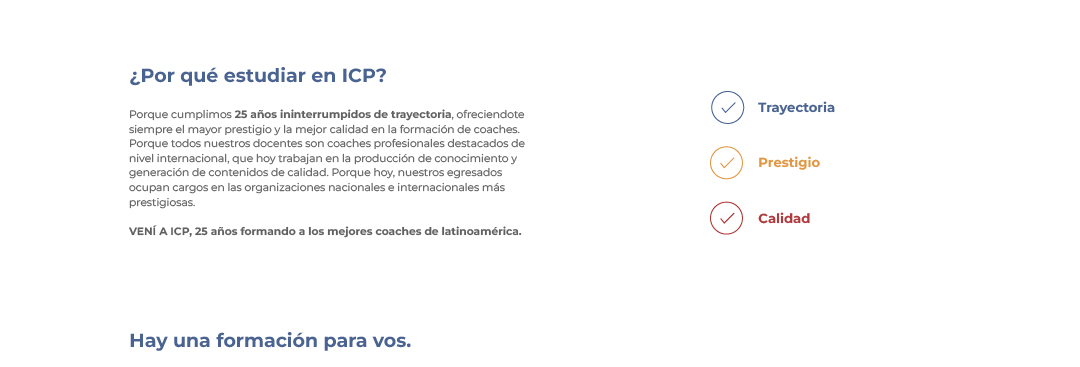 ¿Por qué estudiar en ICP?
Porque cumplimos 25 años ininterrumpidos de trayectoria, ofreciendote
siempre el mayor prestigio y la mejor calidad en la formación de coaches.
Porque todos nuestros docentes son coaches profesionales destacados de
nivel internacional, que hoy trabajan en la producción de conocimiento y
generación de contenidos de calidad. Porque hoy, nuestros egresados
ocupan cargos en las organizaciones nacionales e internacionales más
prestigiosas.
VENÍ A ICP, 25 años formando a los mejores coaches de latinoamérica.
Trayectoria
Prestigio
Calidad
Hay una formación para vos.